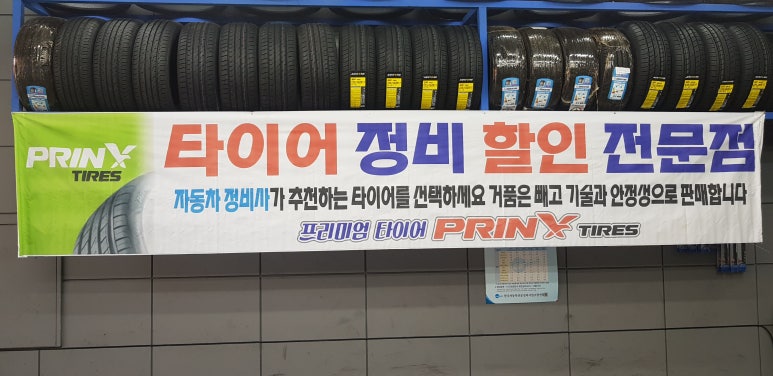 PRINX
TIRES
타이어 정비 할인 전문점
자동차 정비사가 추천하는 타이어를 선택하세요 거품은 빼고 기술과 안정생으로 판매합니다
프리미엄 타이어 PRINX TIRES